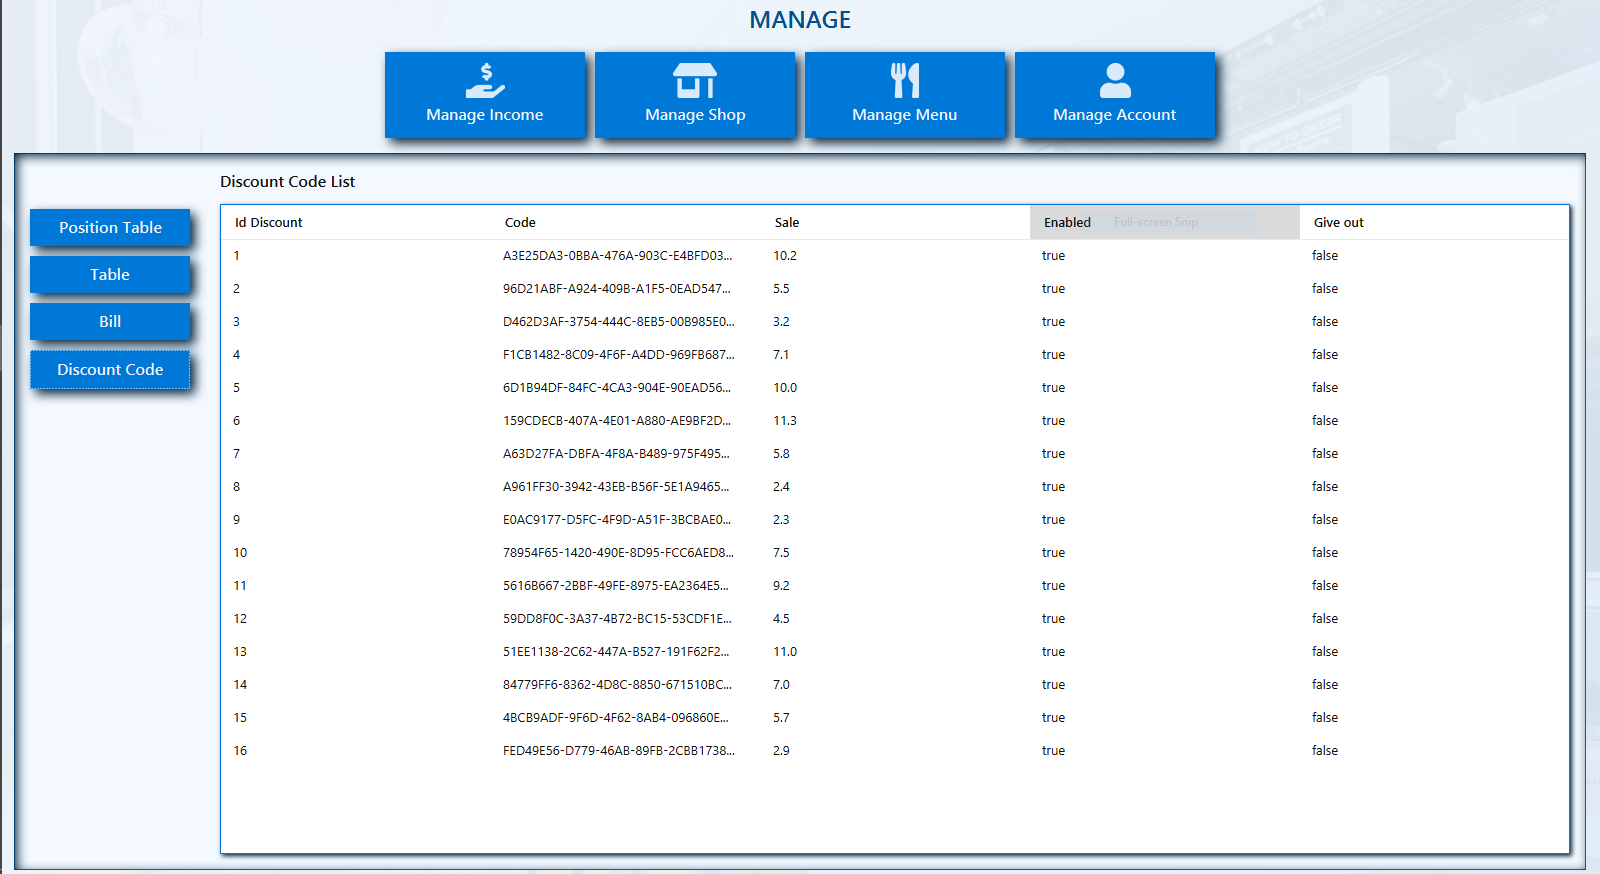 MANAGE
Manage Income Manage Shop Manage Menu Manage Account
Discount Code List
Position Table
Table
Bill
Discount Code
Id Discount Code Sale Enabled Full-screen Snip Give out
1 A3E25DA3-0BBA-476A-903C-E4BFD03... 10.2 true false
2 96D21ABF-A924-409B-A1F5-0EAD547... 5.5 true false
3 D462D3AF-3754-444C-8EB5-00B985E0... 3.2 true false
4 F1CB1482-8C09-4F6F-A4DD-969FB687... 7.1 true false
5 6D1B94DF-84FC-4CA3-904E-90EAD56... 10.0 true false
6 159CDECB-407A-4E01-A880-AE9BF2D... 11.3 true false
7 A63D27FA-DBFA-4F8A-B489-975F495... 5.8 true false
8 A961FF30-3942-43EB-B56F-5E1A9465... 2.4 true false
9 E0AC9177-D5FC-4F9D-A51F-3BCBAE0... 2.3 true false
10 78954F65-1420-490E-8D95-FCC6AED8... 7.5 true false
11 5616B667-2BBF-49FE-8975-EA2364E5... 9.2 true false
12 59DD8F0C-3A37-4B72-BC15-53CDF1E... 4.5 true false
13 51EE1138-2C62-447A-B527-191F62F2... 11.0 true false
14 84779FF6-8362-4D8C-8850-671510BC... 7.0 true false
15 4BCB9ADF-9F6D-4F62-8AB4-096860E... 5.7 true false
16 FED49E56-D779-46AB-89FB-2CBB1738... 2.9 true false
HOW TO ORDER